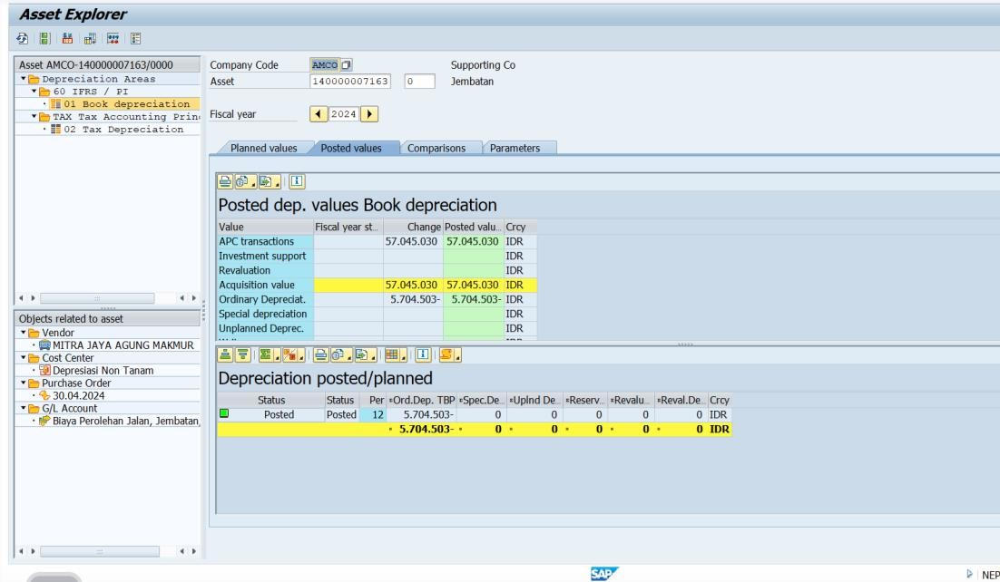 Asset Explorer
Asset AMCO-140000007163/0000
Depreciation Areas
60 IFRS / PI
01 Book depreciation
TAX Tax Accounting Prin
02 Tax Depreciation
Company Code AMCO Supporting Co
Asset 140000007163 0 Jembatan
Fiscal year 2024
Planned values Posted values Comparisons Parameters
Posted dep. values Book depreciation
Value Fiscal year st... Change Posted valu... Crcy
APC transactions 57.045.030 57.045.030 IDR
Investment support IDR
Revaluation IDR
Acquisition value 57.045.030 57.045.030 IDR
Ordinary Depreciat. 5.704.503- 5.704.503- IDR
Special depreciation IDR
Unplanned Deprec. IDR
Objects related to asset
Vendor
MITRA JAYA AGUNG MAKMUR
Cost Center
Depresiasi Non Tanam
Purchase Order
30.04.2024
G/L Account
Biaya Perolehan Jalan, Jembatan,
Depreciation posted/planned
Status Status Per Ord.Dep. TBP Spec.De... Uplnd De... Reserv... Revalu... Reval.De... Crcy
Posted Posted 12 5.704.503- 0 0 0 0 0 IDR
5.704.503- 0 0 0 0 0 IDR
SAP
NEP